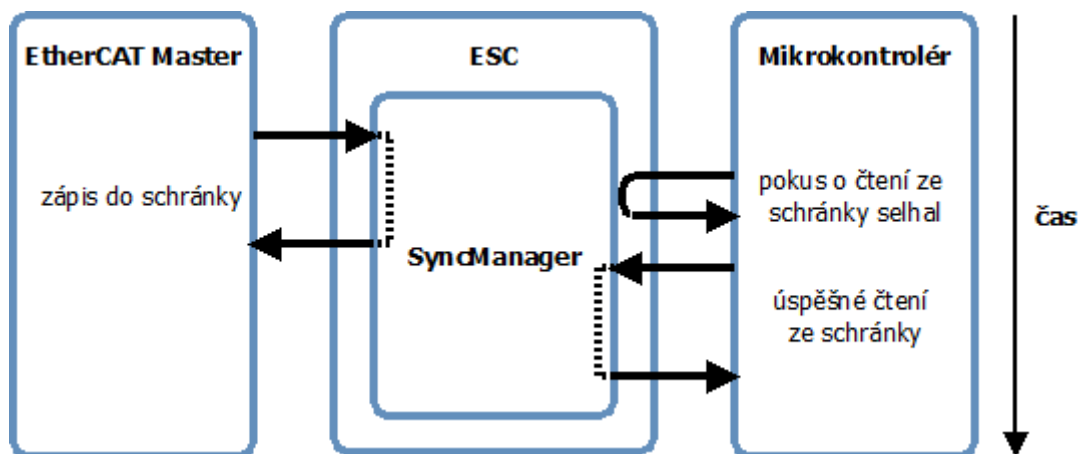 EtherCAT Master
ESC
Mikrokontrolér
zápis do schránky
pokus o čtení ze
schránky selhal
čas
SyncManager
úspěšné čtení
ze schránky